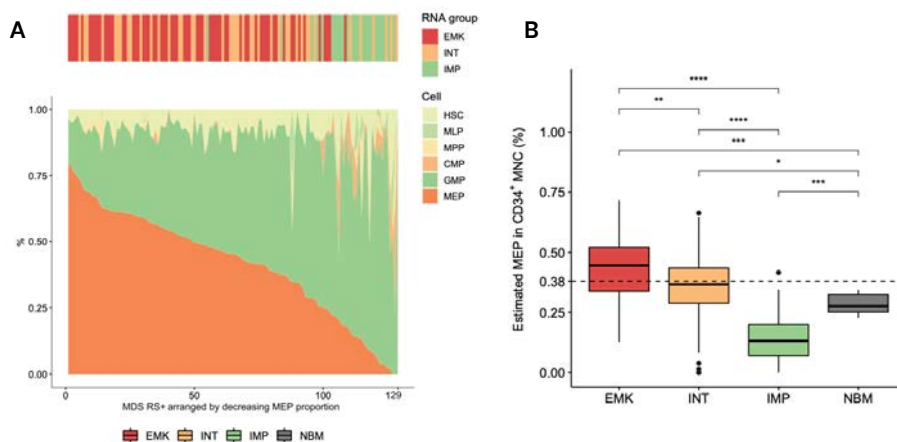 A
RNA group
EMK
INT
IMP
Cell
HSC
MLP
MPP
CMP
GMP
MEP
1.00
0.75
0.50
0.25
0.00
%
0
50
100
129
MDS RS+ arranged by decreasing MEP proportion
EMK INT IMP NBM
B
Estimated MEP in CD34⁺ MNC (%)
1.00
0.75
0.50
0.38
0.25
0.00
****
**
****
***
*
***
EMK INT IMP NBM